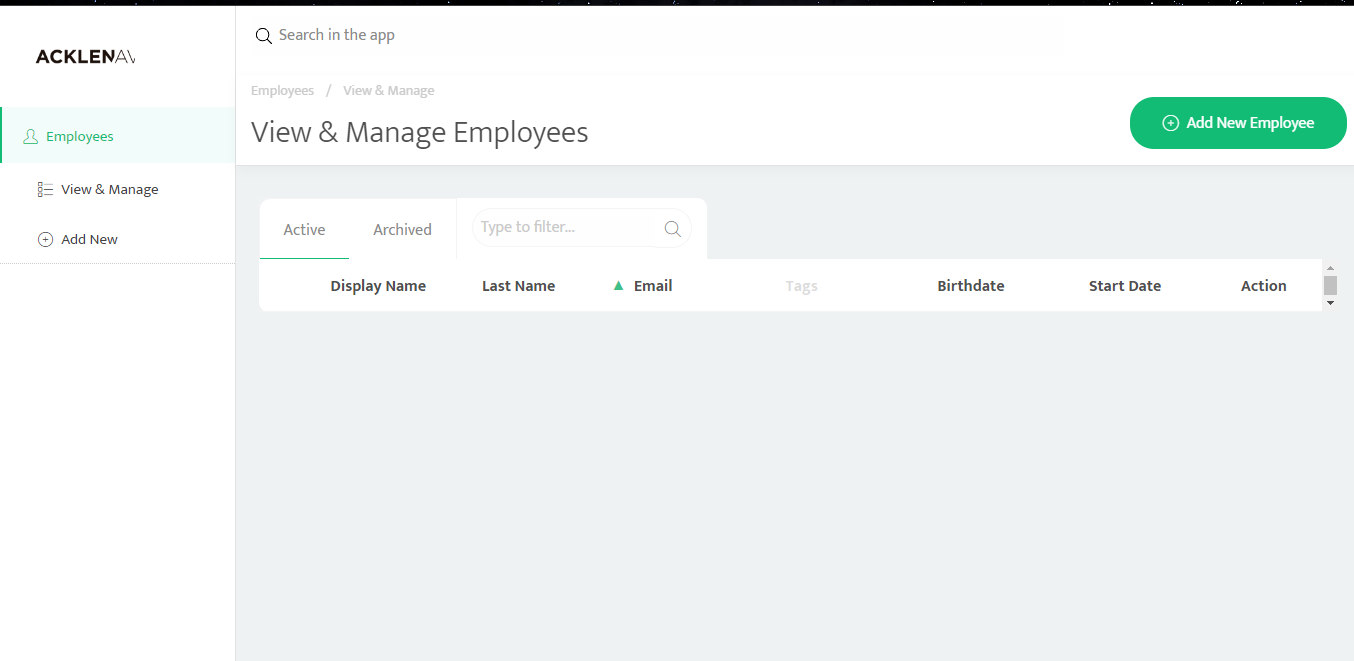 ACKLENAV
Search in the app
Employees / View & Manage
View & Manage Employees
Add New Employee
Employees
View & Manage
Add New
Active Archived Type to filter...
Display Name Last Name Email Tags Birthdate Start Date Action